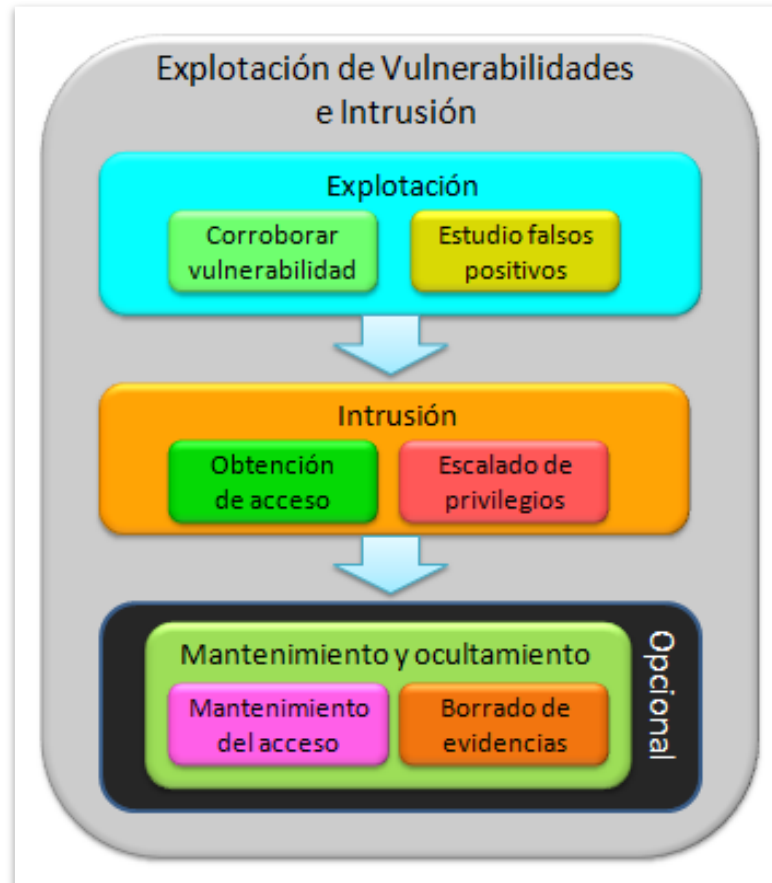 Explotación de Vulnerabilidades
e Intrusión
Explotación
Corroborar
vulnerabilidad
Estudio falsos
positivos
Intrusión
Obtención
de acceso
Escalado de
privilegios
Mantenimiento y ocultamiento
Mantenimiento
del acceso
Borrado de
evidencias
Opcional